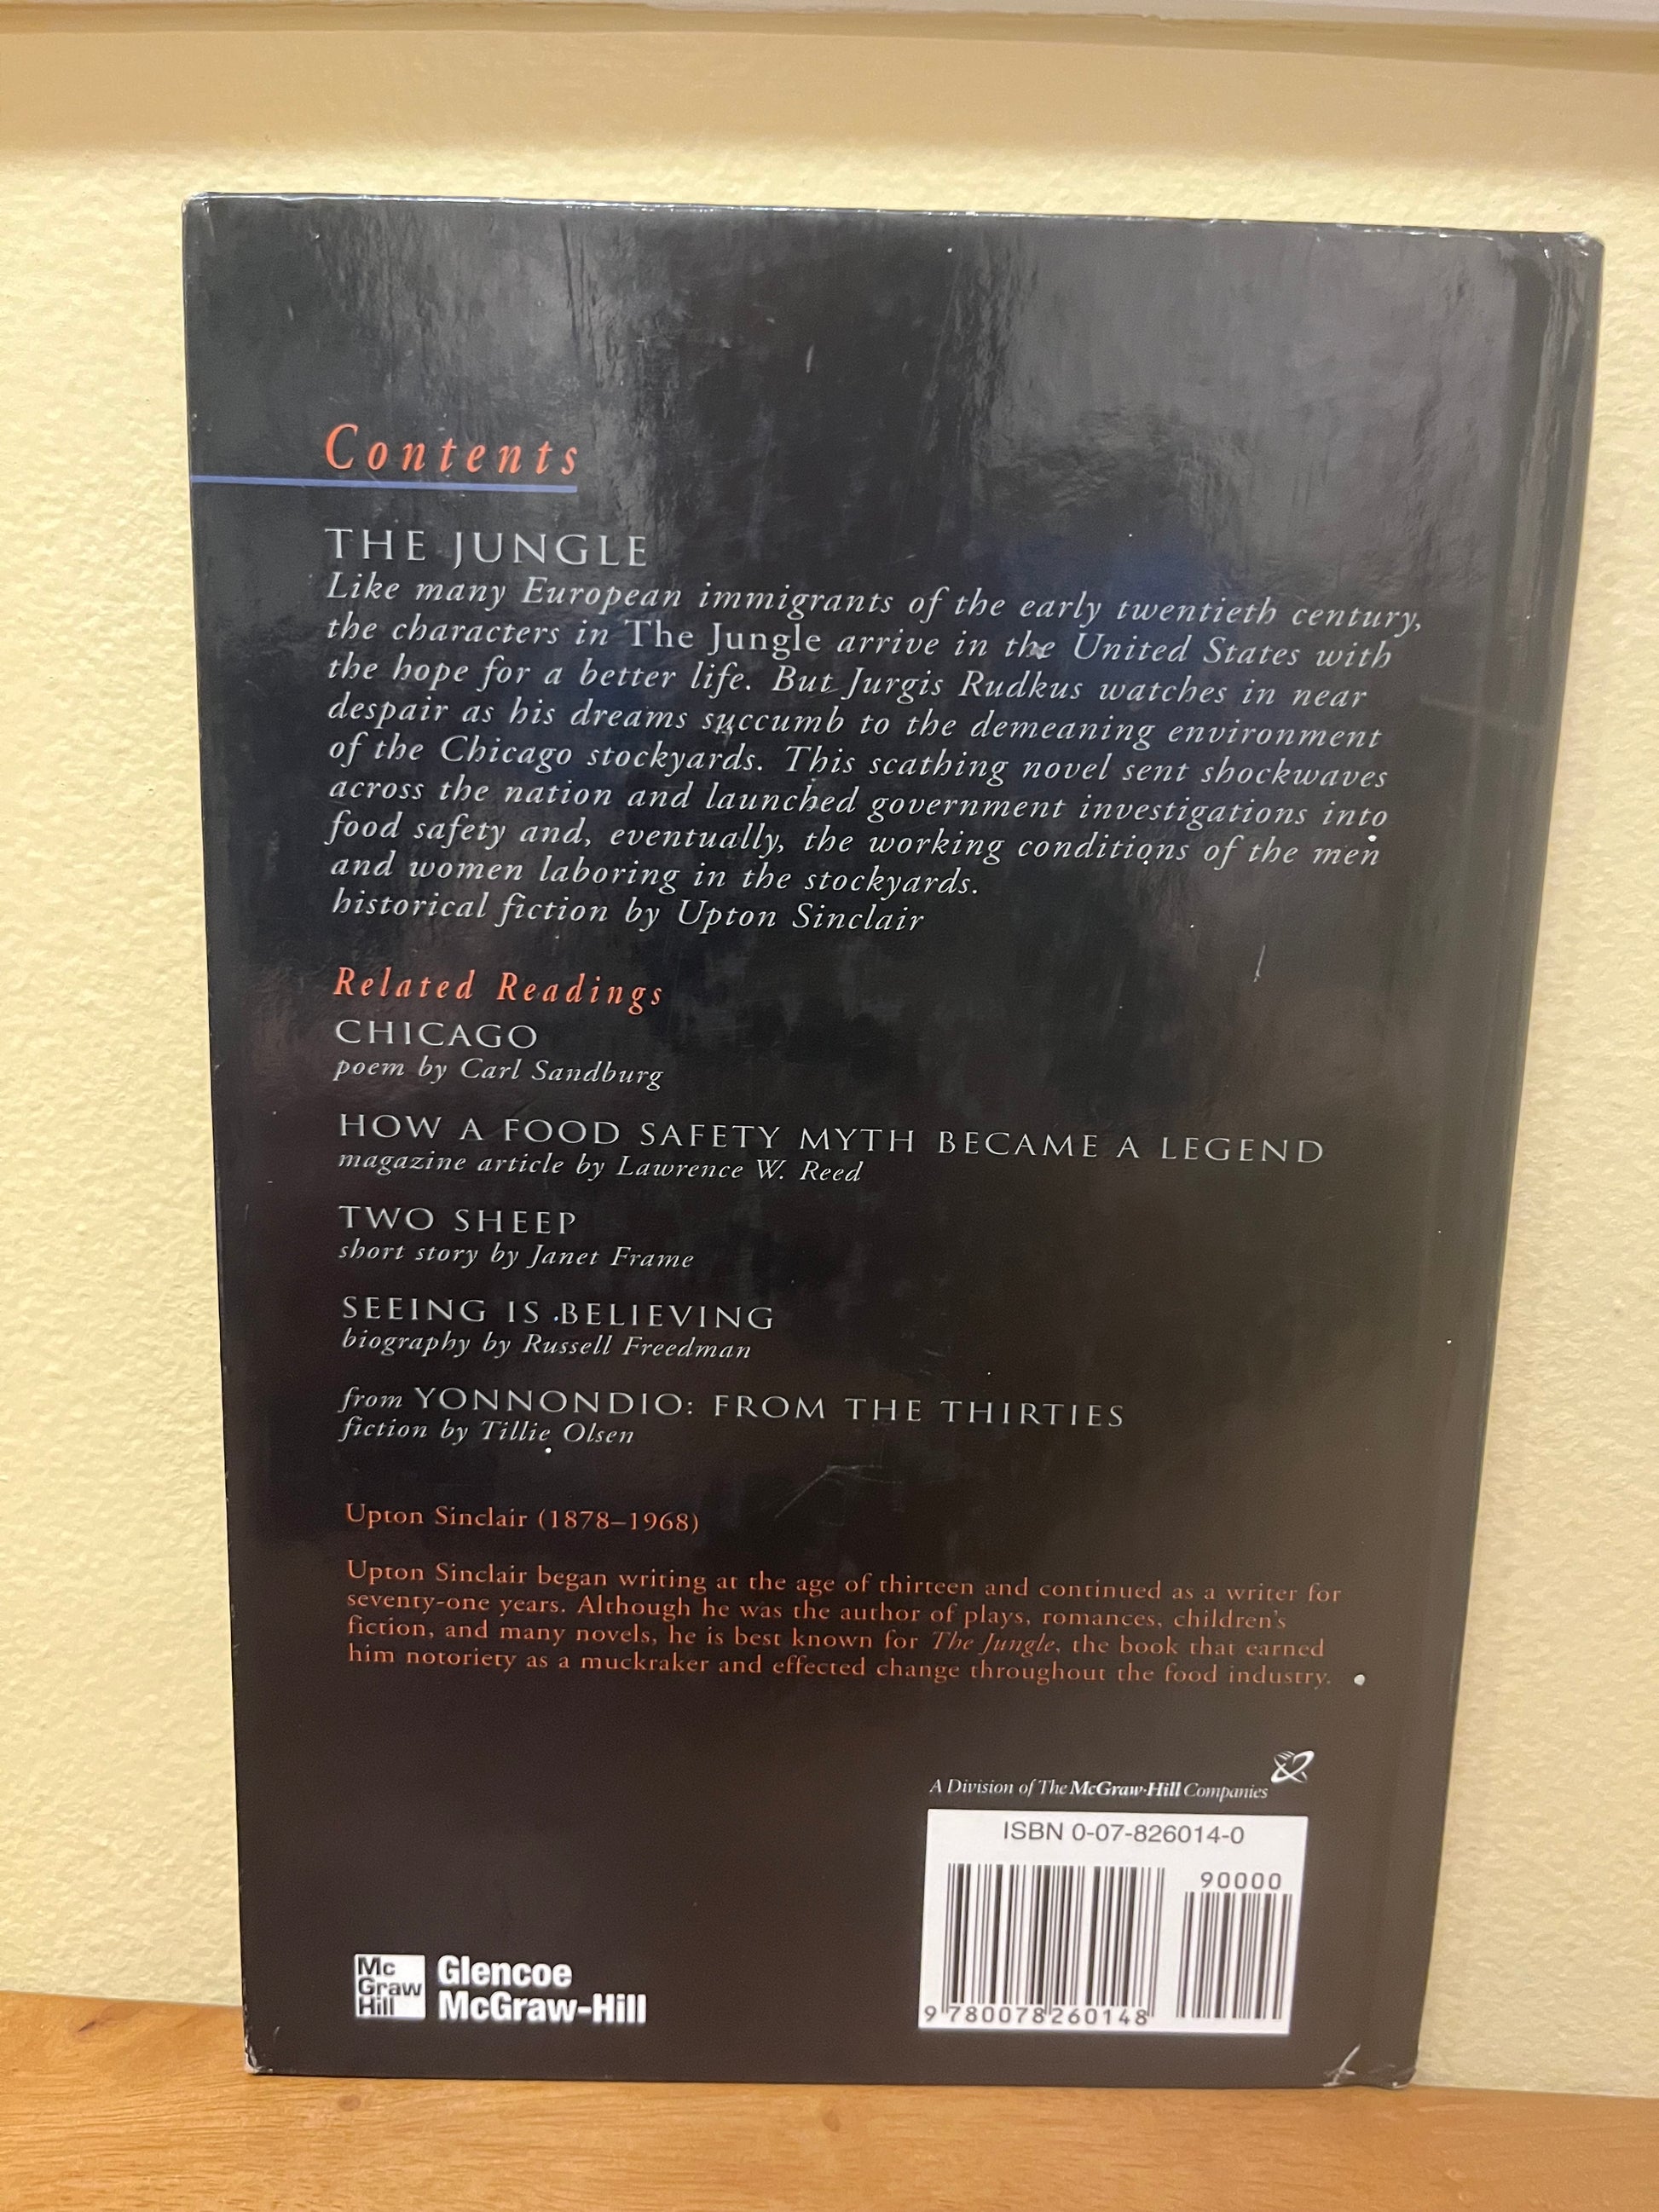 Contents
THE JUNGLE
Like many European immigrants of the early twentieth century,
the characters in The Jungle arrive in the United States with
the hope for a better life. But Jurgis Rudkus watches in near
despair as his dreams succumb to the demeaning environment
of the Chicago stockyards. This scathing novel sent shockwaves
across the nation and launched government investigations into
food safety and, eventually, the working conditions of the men
and women laboring in the stockyards.
historical fiction by Upton Sinclair
Related Readings
CHICAGO
poem by Carl Sandburg
HOW A FOOD SAFETY MYTH BECAME A LEGEND
magazine article by Lawrence W. Reed
TWO SHEEP
short story by Janet Frame
SEEING IS BELIEVING
biography by Russell Freedman
from YONNONDIO: FROM THE THIRTIES
fiction by Tillie Olsen
Upton Sinclair (1878–1968)
Upton Sinclair began writing at the age of thirteen and continued as a writer for
seventy-one years. Although he was the author of plays, romances, children's
fiction, and many novels, he is best known for The Jungle, the book that earned
him notoriety as a muckraker and effected change throughout the food industry.
A Division of The McGraw-Hill Companies
ISBN 0-07-826014-0
90000
9 780078 260148
Mc
Graw
Hill
Glencoe
McGraw-Hill